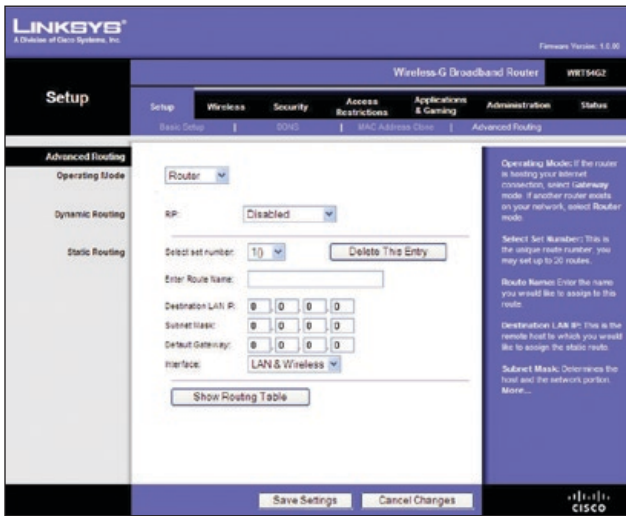 LINKSYS®
A Division of Cisco Systems, Inc.
Firmware Version: 1.0.00
Wireless-G Broadband Router WRT54G2
Setup
Setup Wireless Security Access Restrictions Applications & Gaming Administration Status
Basic Setup | DDNS | MAC Address Clone | Advanced Routing
Advanced Routing
Operating Mode
Router
Dynamic Routing
RIP: Disabled
Static Routing
Select set number: 1() Delete This Entry
Enter Route Name:
Destination LAN IP: 0 . 0 . 0 . 0
Subnet Mask: 0 . 0 . 0 . 0
Default Gateway: 0 . 0 . 0 . 0
Interface: LAN & Wireless
Show Routing Table
Operating Mode: If the router
is hosting your Internet
connection, select Gateway
mode. If another router exists
on your network, select Router
mode.
Select Set Number: This is
the unique route number, you
may set up to 20 routes.
Route Name: Enter the name
you would like to assign to this
route.
Destination LAN IP: This is the
remote host to which you would
like to assign the static route.
Subnet Mask: Determines the
host and the network portion.
More...
Save Settings Cancel Changes
CISCO